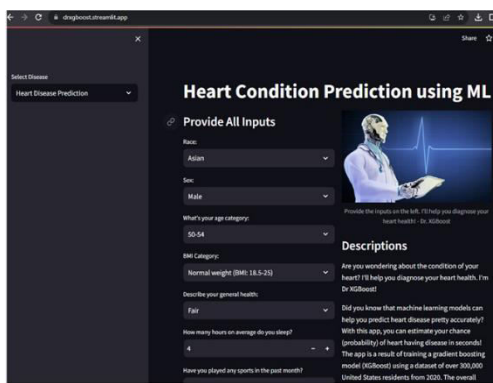 drxgboost.streamlit.app
Share
Select Disease
Heart Disease Prediction
Heart Condition Prediction using ML
Provide All Inputs
Race:
Asian
Sex:
Male
What's your age category:
50-54
BMI Category:
Normal weight (BMI: 18.5-25)
Describe your general health:
Fair
How many hours on average do you sleep?
4
- +
Have you played any sports in the past month?
Provide the inputs on the left. I'll help you diagnose your
heart health! - Dr. XGBoost
Descriptions
Are you wondering about the condition of your
heart? I'll help you diagnose your heart health. I'm
Dr XGBoost!
Did you know that machine learning models can
help you predict heart disease pretty accurately?
With this app, you can estimate your chance
(probability) of heart having disease in seconds!
The app is a result of training a gradient boosting
model (XGBoost) using a dataset of over 300,000
United States residents from 2020. The overall